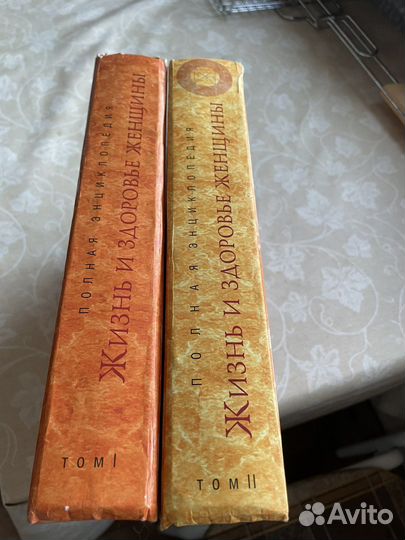 ПОЛНАЯ ЭНЦИКЛОПЕДИЯ
ЖИЗНЬ И ЗДОРОВЬЕ ЖЕНЩИНЫ
ТОМ I
ПОЛНАЯ ЭНЦИКЛОПЕДИЯ
ЖИЗНЬ И ЗДОРОВЬЕ ЖЕНЩИНЫ
ТОМ II
Avito